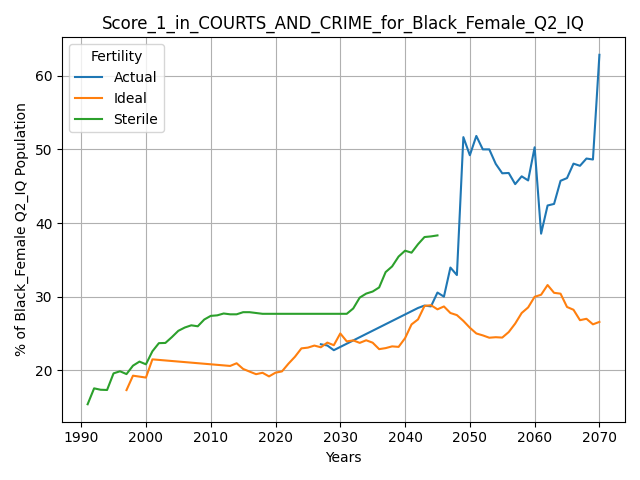 Score_1_in_COURTS_AND_CRIME_for_Black_Female_Q2_IQ
Fertility
Actual
Ideal
Sterile
% of Black_Female Q2_IQ Population
60
50
40
30
20
1990 2000 2010 2020 2030 2040 2050 2060 2070
Years